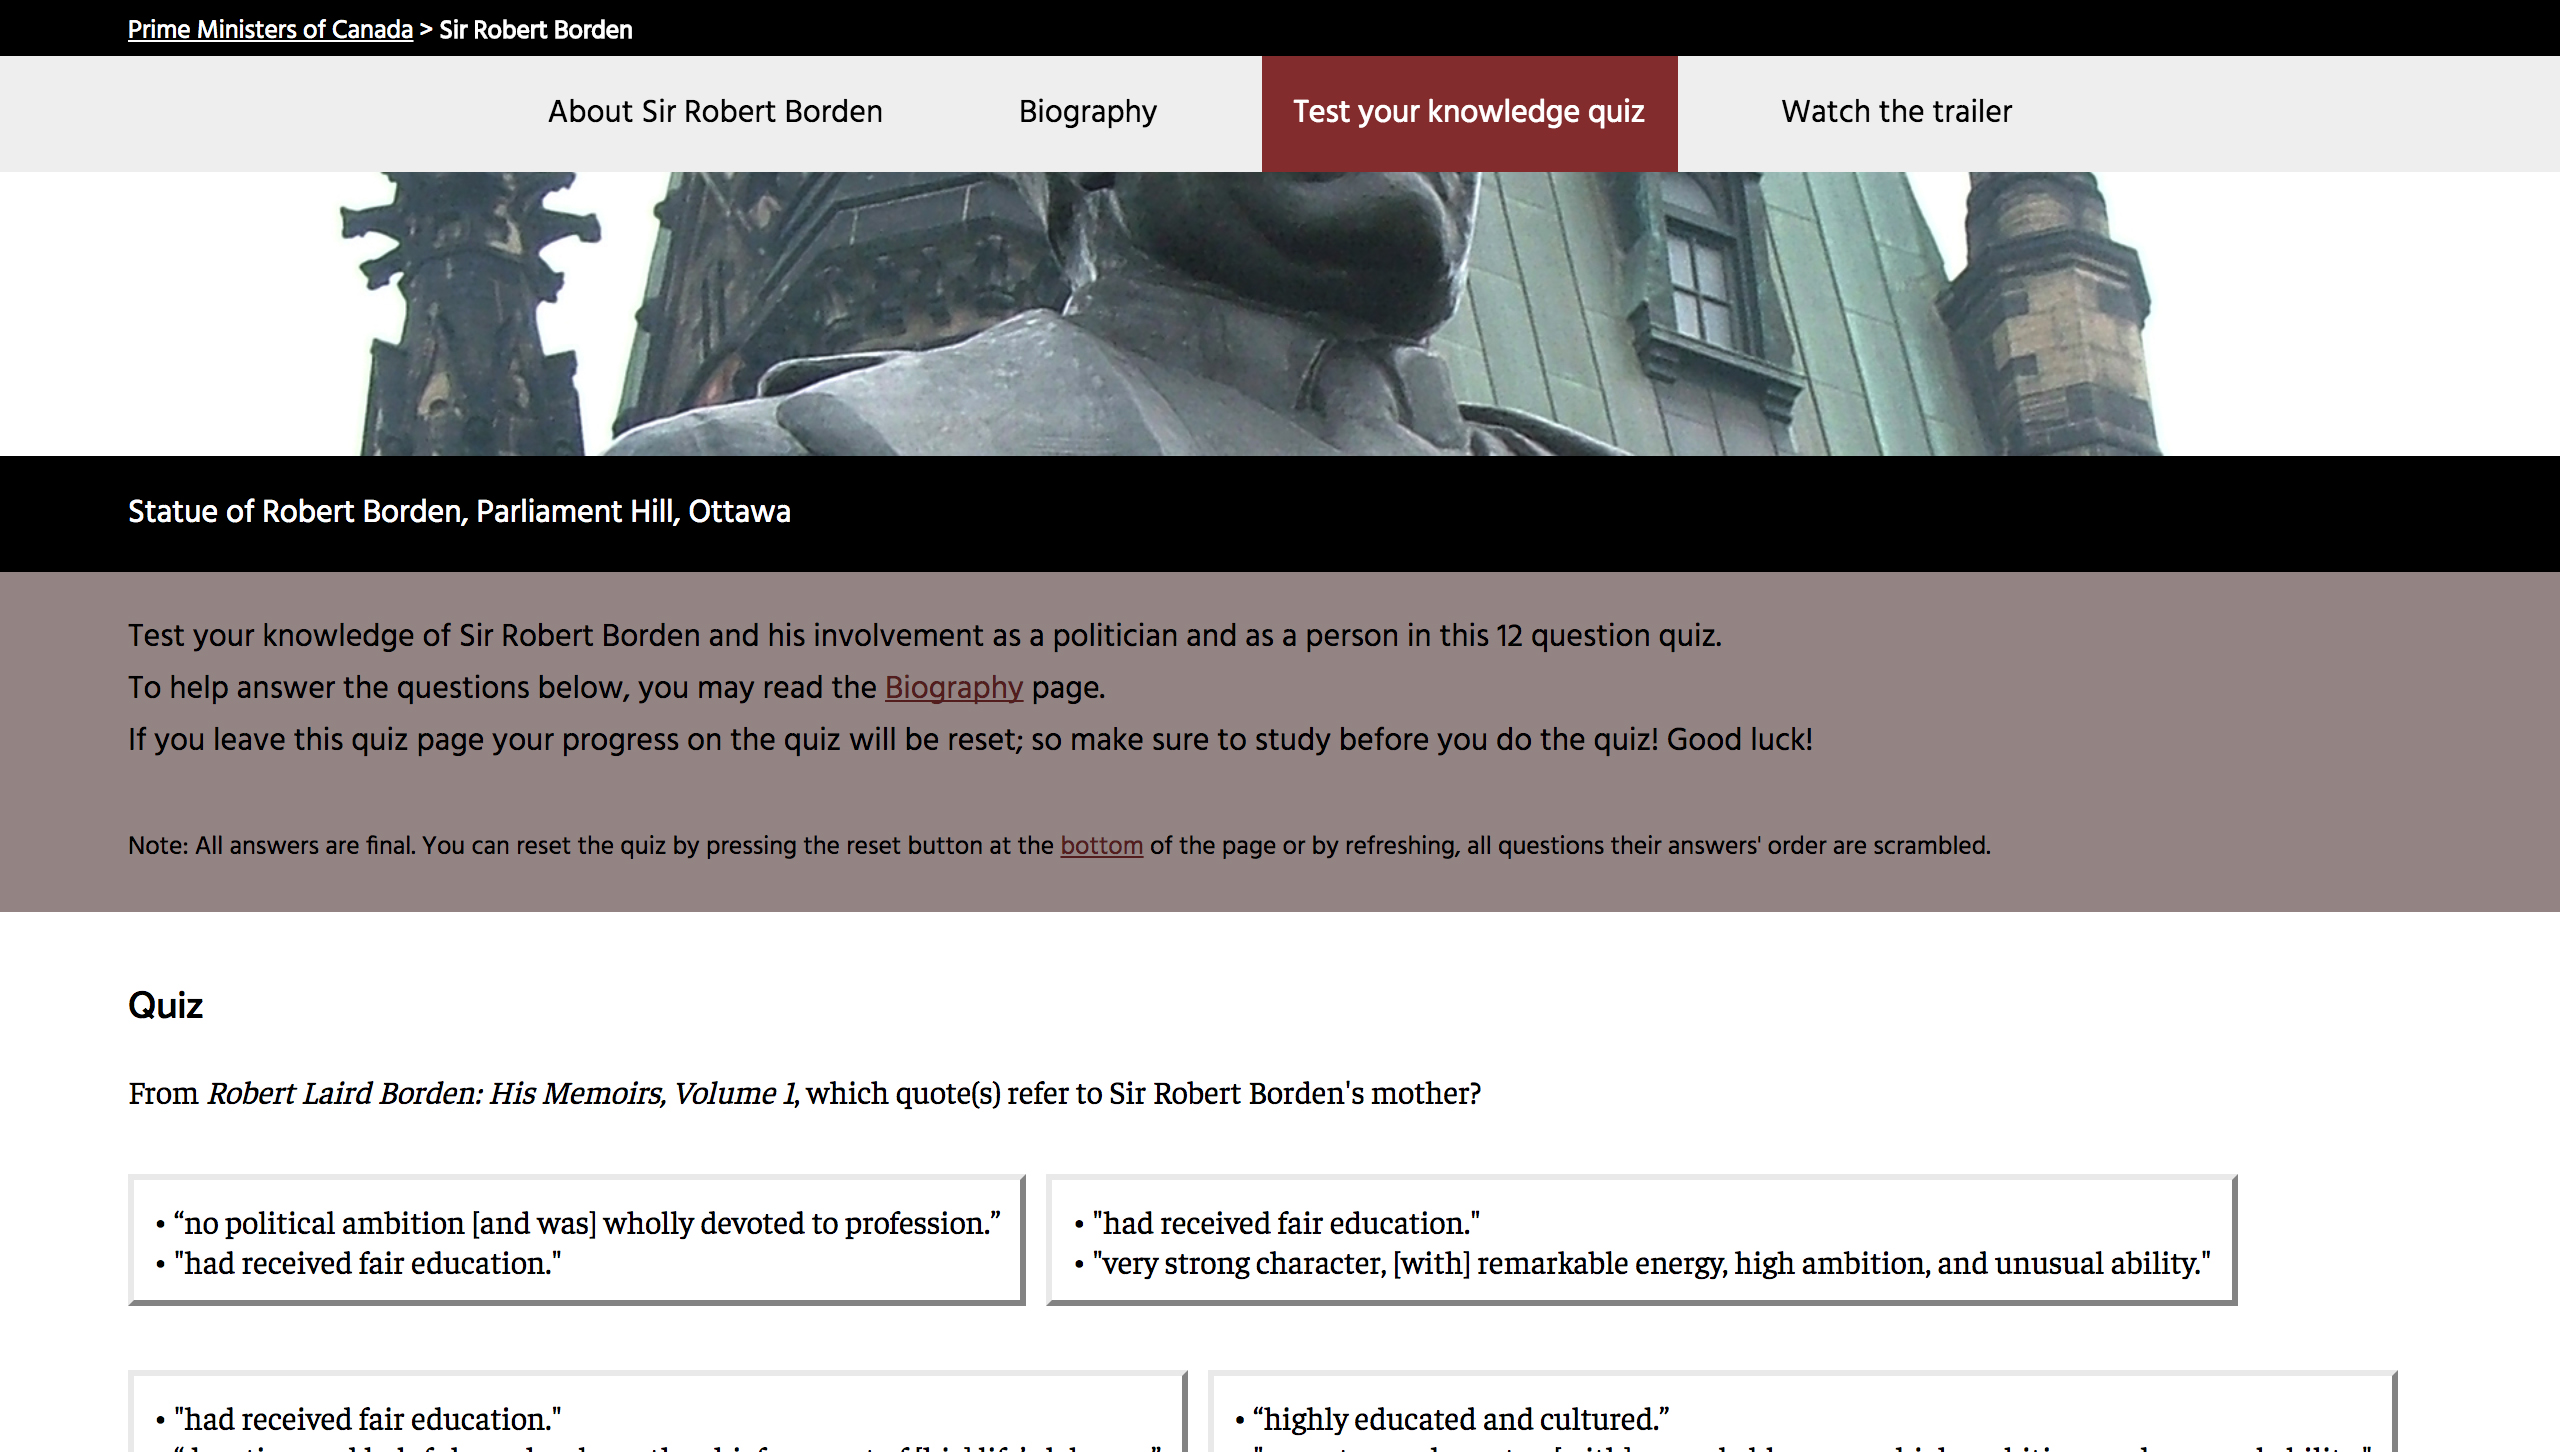 Prime Ministers of Canada > Sir Robert Borden
About Sir Robert Borden
Biography
Test your knowledge quiz
Watch the trailer
Statue of Robert Borden, Parliament Hill, Ottawa
Test your knowledge of Sir Robert Borden and his involvement as a politician and as a person in this 12 question quiz.
To help answer the questions below, you may read the Biography page.
If you leave this quiz page your progress on the quiz will be reset; so make sure to study before you do the quiz! Good luck!
Note: All answers are final. You can reset the quiz by pressing the reset button at the bottom of the page or by refreshing, all questions their answers' order are scrambled.
Quiz
From Robert Laird Borden: His Memoirs, Volume 1, which quote(s) refer to Sir Robert Borden's mother?
• “no political ambition [and was] wholly devoted to profession.”
• "had received fair education."
• "had received fair education."
• "very strong character, [with] remarkable energy, high ambition, and unusual ability."
• "had received fair education."
• “highly educated and cultured.”